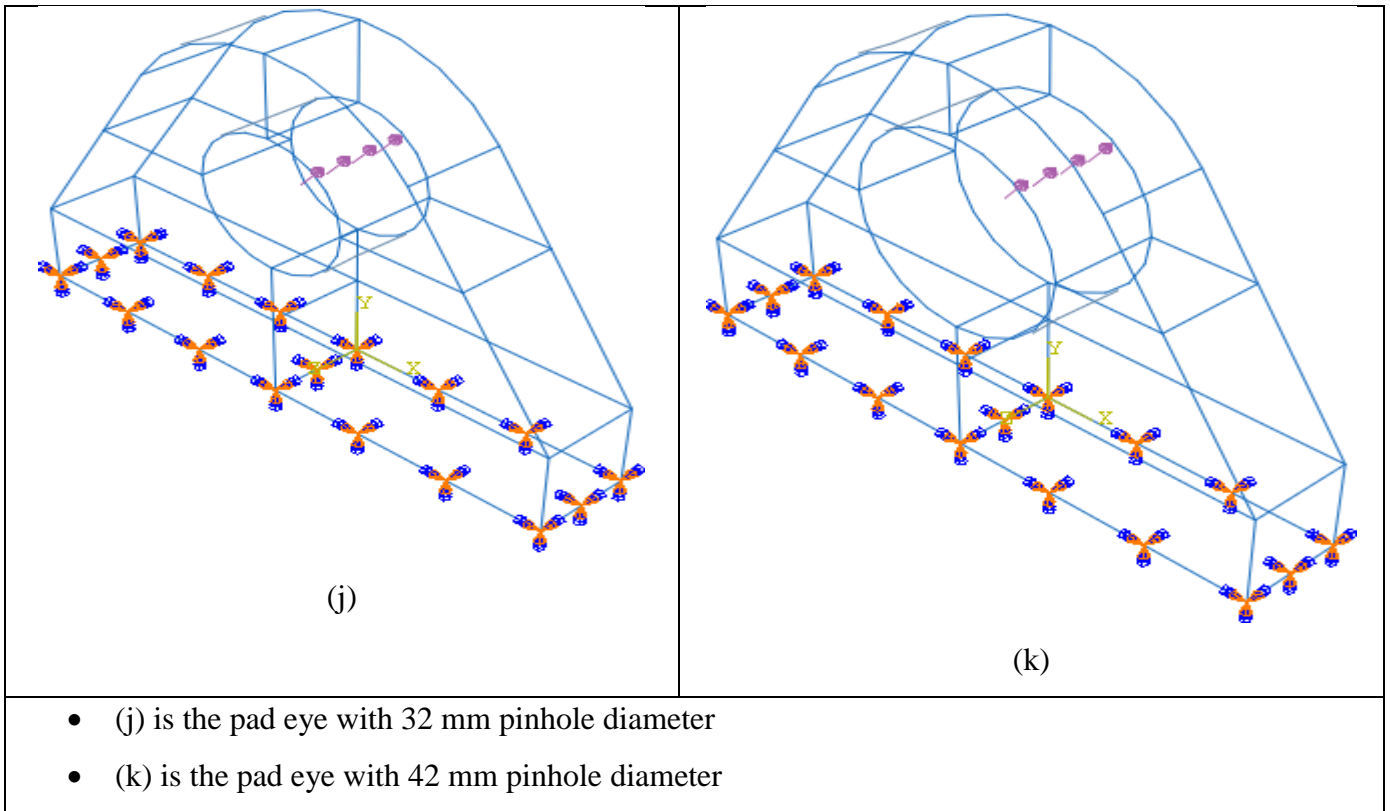 Y
X
Z
(j)
Y
X
Z
(k)
• (j) is the pad eye with 32 mm pinhole diameter
• (k) is the pad eye with 42 mm pinhole diameter